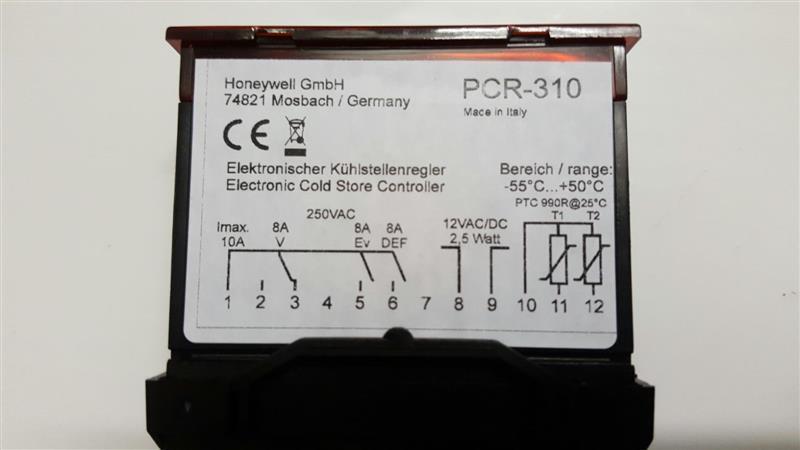 Honeywell GmbH
74821 Mosbach / Germany
PCR-310
Made in Italy
CE
Elektronischer Kühlstellenregler
Electronic Cold Store Controller
Bereich / range:
-55°C...+50°C
PTC 990R@25°C
T1 T2
250VAC
Imax. 8A 8A 8A
10A V Ev DEF
12VAC/DC
2,5 Watt
1 2 3 4 5 6 7 8 9 10 11 12